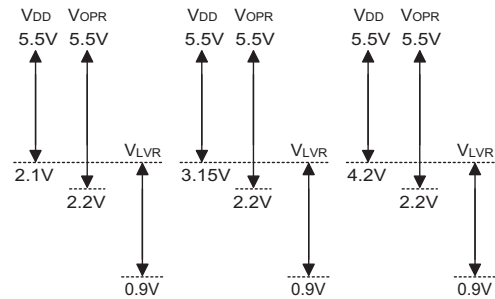 VDD VOPR VDD VOPR VDD VOPR
5.5V 5.5V 5.5V 5.5V 5.5V 5.5V
VLVR VLVR VLVR
2.1V 3.15V 4.2V
2.2V 2.2V 2.2V
0.9V 0.9V 0.9V